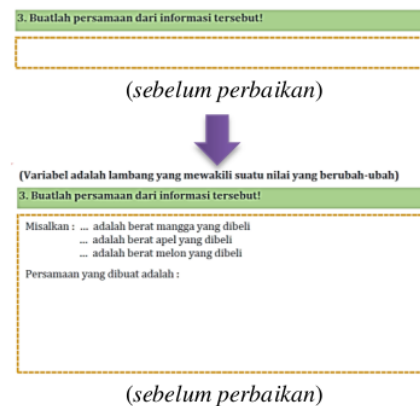 3. Buatlah persamaan dari informasi tersebut!
(sebelum perbaikan)
(Variabel adalah lambang yang mewakili suatu nilai yang berubah-ubah)
3. Buatlah persamaan dari informasi tersebut!
Misalkan : ... adalah berat mangga yang dibeli
... adalah berat apel yang dibeli
... adalah berat melon yang dibeli
Persamaan yang dibuat adalah :
(sebelum perbaikan)